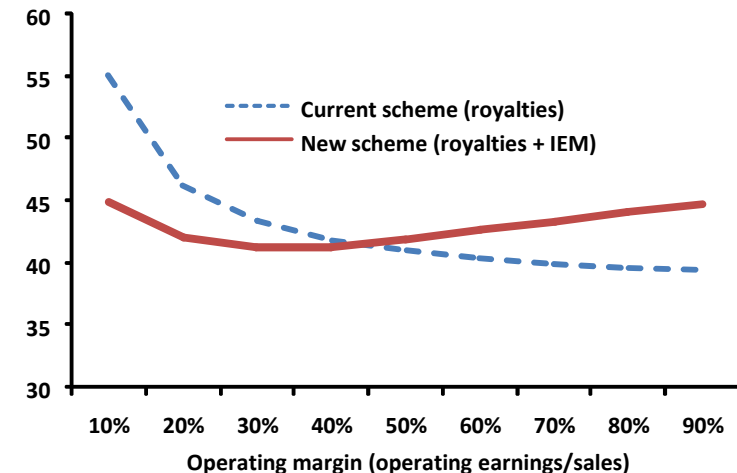 60
55
50
45
40
35
30
Current scheme (royalties)
New scheme (royalties + IEM)
10% 20% 30% 40% 50% 60% 70% 80% 90%
Operating margin (operating earnings/sales)